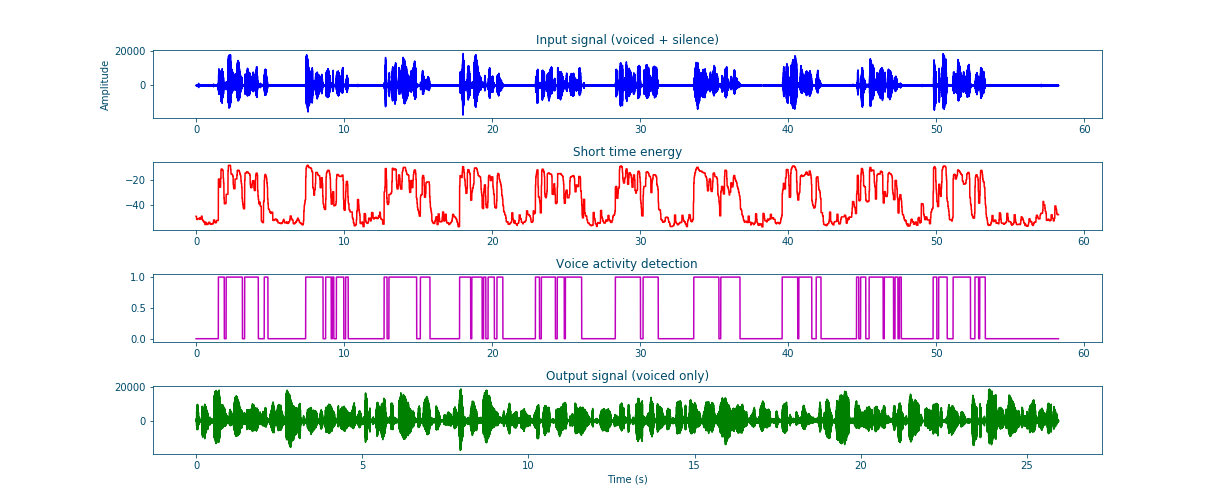 Input signal (voiced + silence)
20000
0
Amplitude
0 10 20 30 40 50 60
Short time energy
−20
−40
0 10 20 30 40 50 60
Voice activity detection
1.0
0.5
0.0
0 10 20 30 40 50 60
Output signal (voiced only)
20000
0
0 5 10 15 20 25
Time (s)